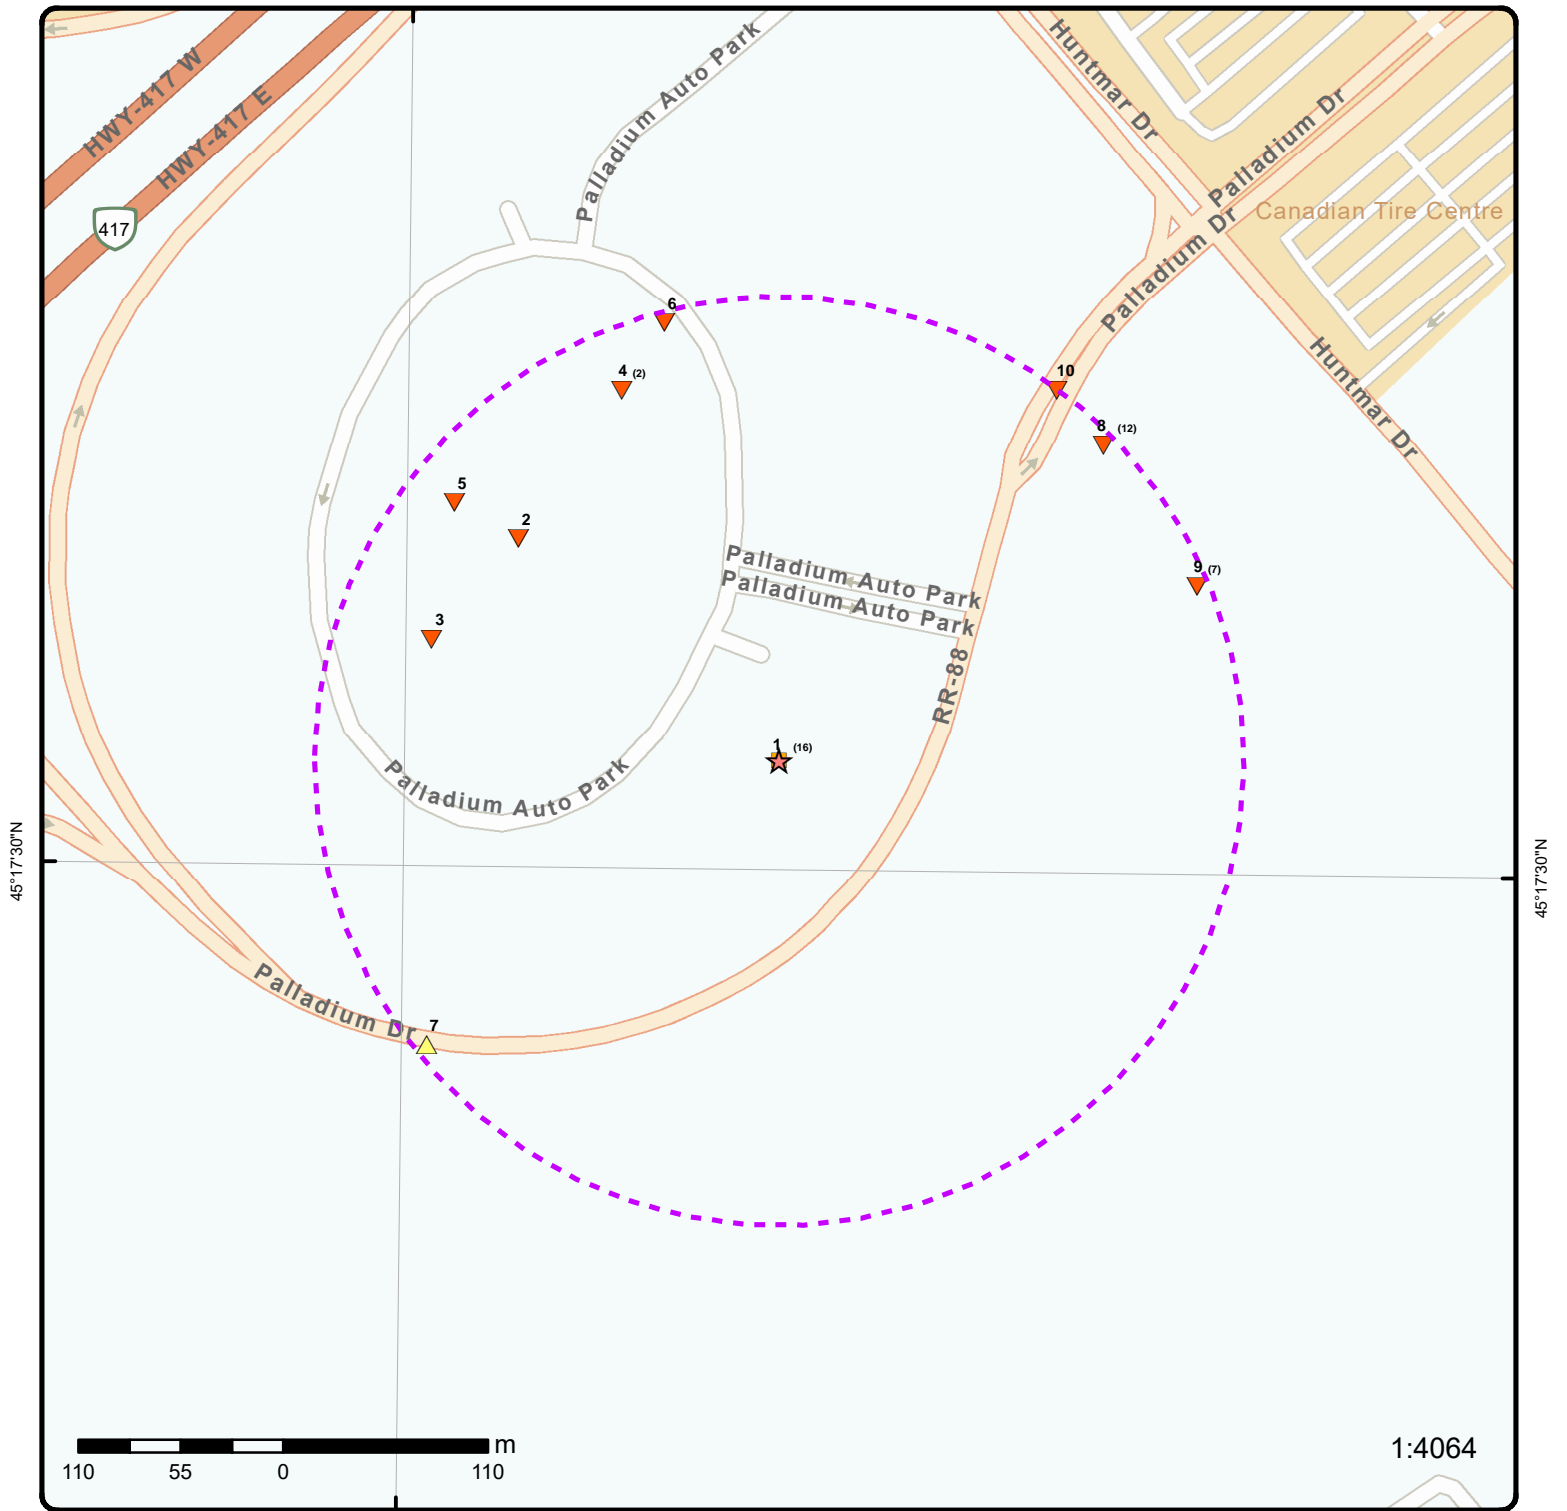 HWY-417 W
HWY-417 E
417
Palladium Auto Park
Huntmar Dr
Palladium Dr
Palladium Dr
Canadian Tire Centre
Huntmar Dr
6
4 (2)
10
8 (12)
5
2
9 (7)
Palladium Auto Park
Palladium Auto Park
3
RR-88
1 (16)
Palladium Auto Park
45°17'30"N
45°17'30"N
Palladium Dr
7
m
110 55 0 110
1:4064